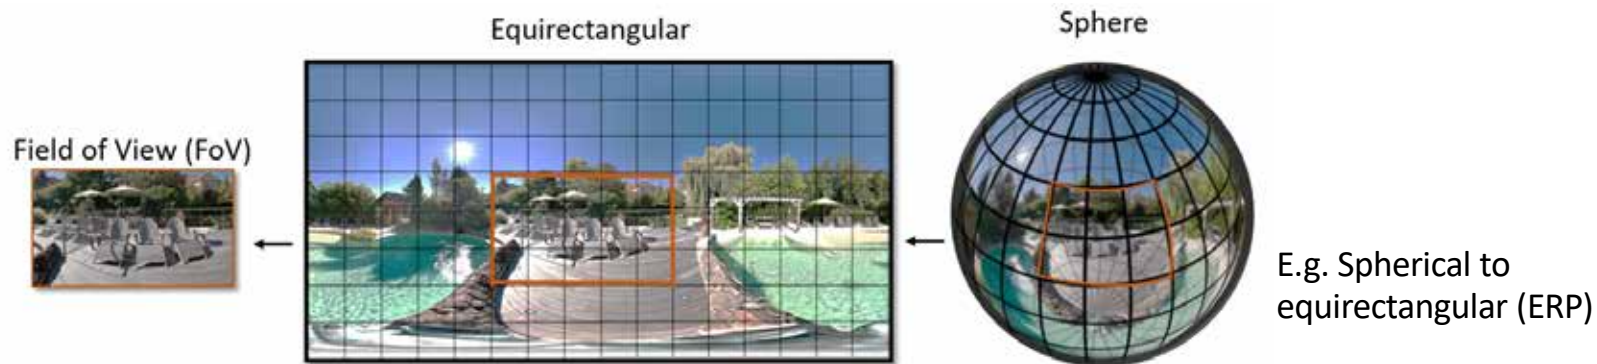 Equirectangular
Sphere
Field of View (FoV)
E.g. Spherical to
equirectangular (ERP)